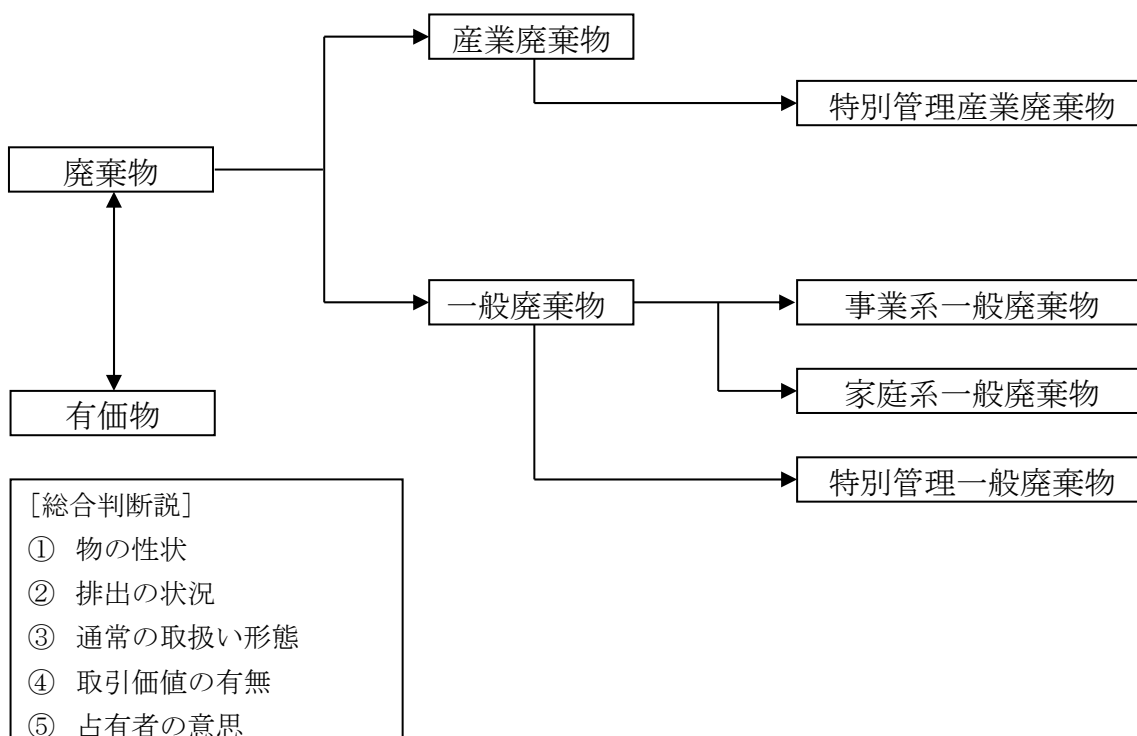 産業廃棄物
特別管理産業廃棄物
廃棄物
一般廃棄物
事業系一般廃棄物
家庭系一般廃棄物
有価物
特別管理一般廃棄物
［総合判断説］
① 物の性状
② 排出の状況
③ 通常の取扱い形態
④ 取引価値の有無
⑤ 占有者の意思